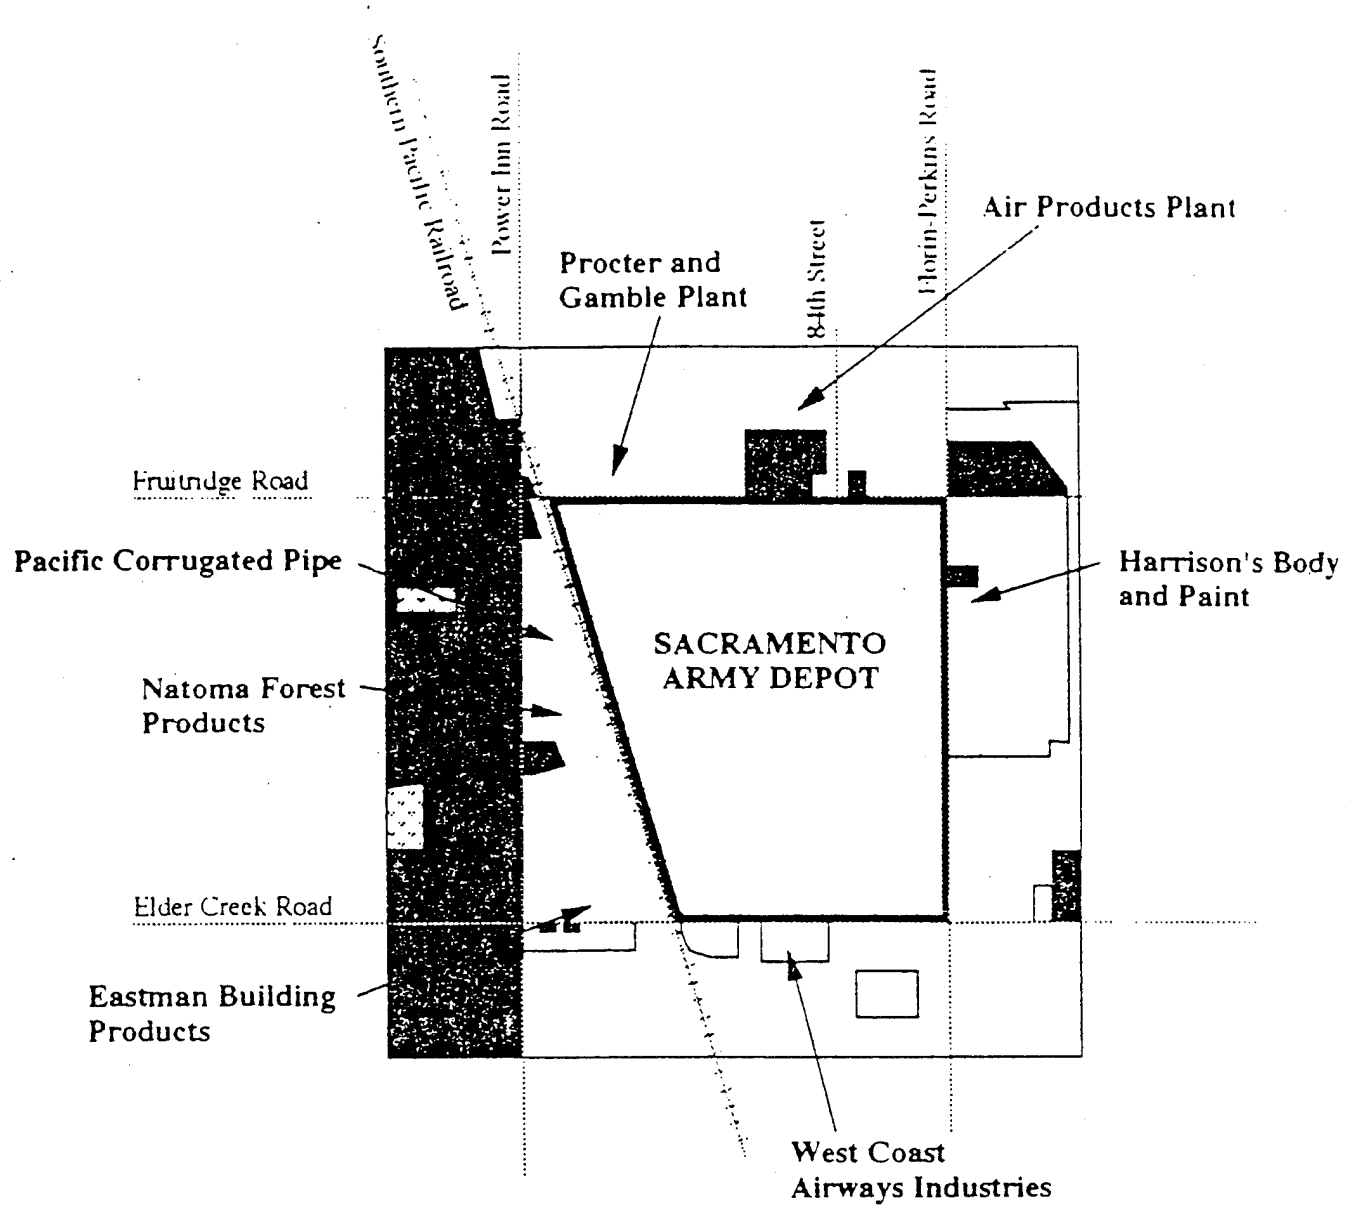 Southern Pacific Railroad
Power Inn Road
84th Street
Florin-Perkins Road
Air Products Plant
Procter and
Gamble Plant
Fruitridge Road
Pacific Corrugated Pipe
Harrison's Body
and Paint
SACRAMENTO
ARMY DEPOT
Natoma Forest
Products
Elder Creek Road
Eastman Building
Products
West Coast
Airways Industries